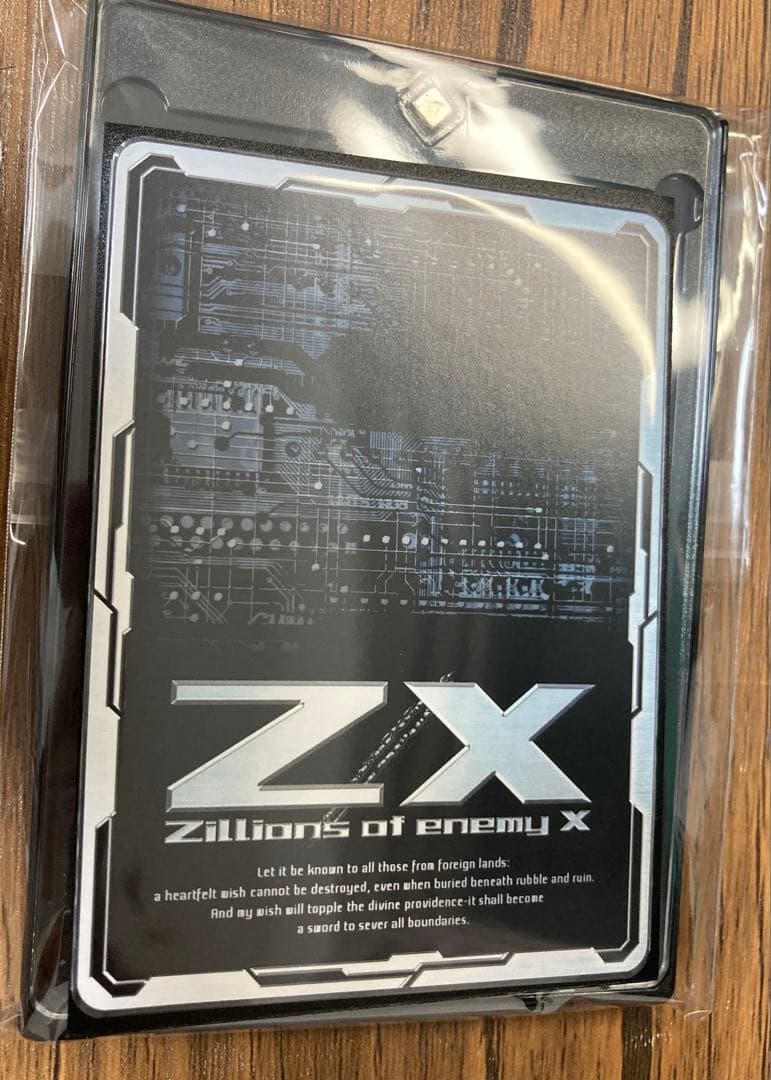 Z/X
Zillions of enemy X
Let it be known to all those from foreign lands:
a heartfelt wish cannot be destroyed, even when buried beneath rubble and ruin.
And my wish will topple the divine providence-it shall become
a sword to sever all boundaries.